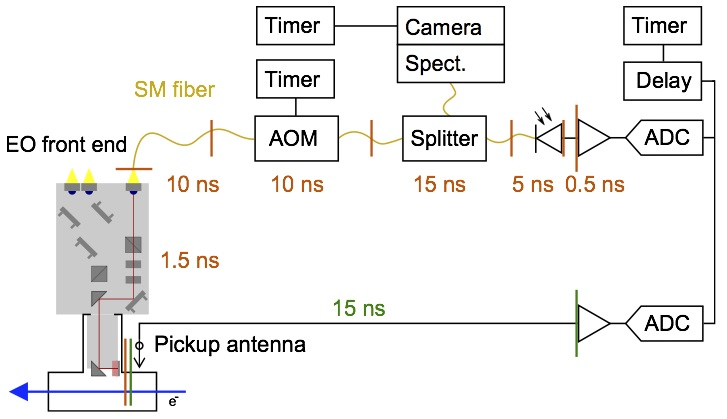 Timer
Camera
Timer
Spect.
Timer
Delay
SM fiber
EO front end
AOM
Splitter
ADC
10 ns
10 ns
15 ns
5 ns
0.5 ns
1.5 ns
15 ns
ADC
Pickup antenna
e-